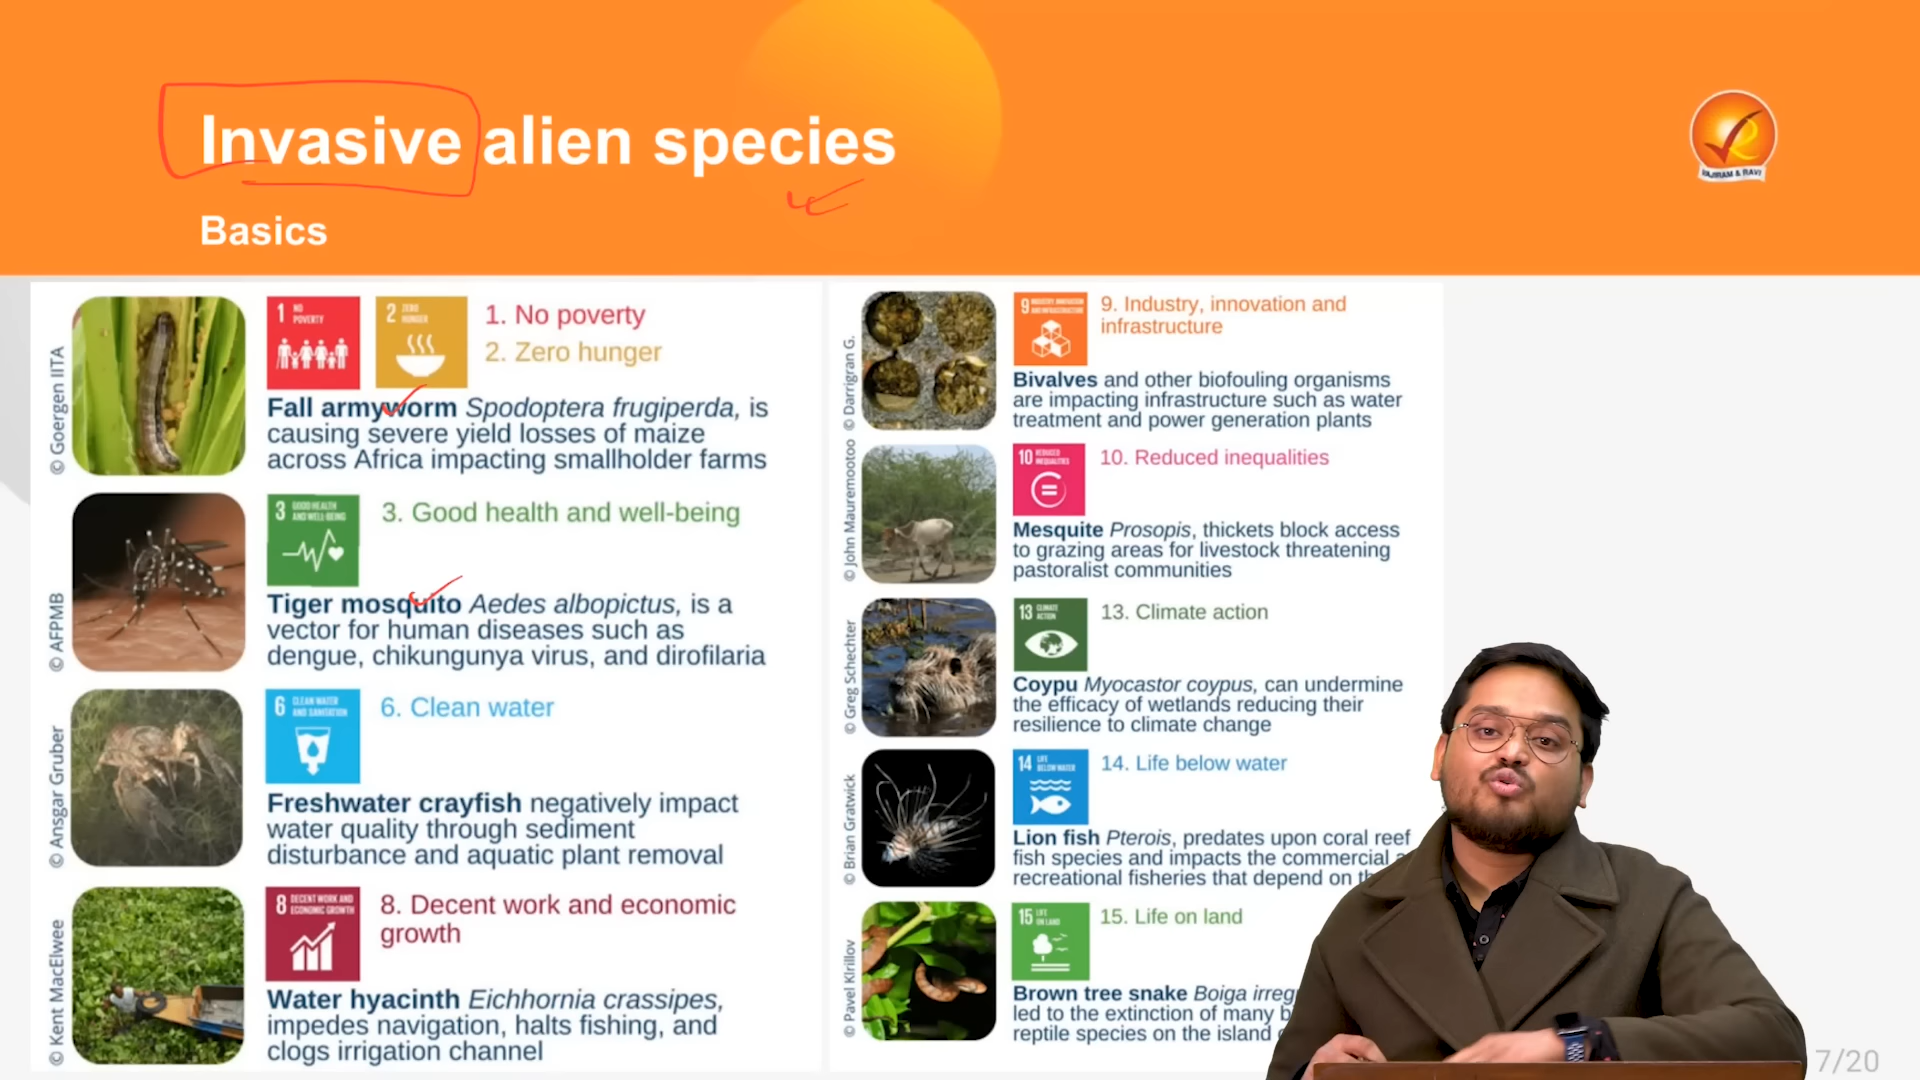 Invasive alien species
VAJIRAM & RAVI
Basics
© Goergen IITA
1 NO
POVERTY
2 ZERO
HUNGER
1. No poverty
2. Zero hunger
Fall armyworm Spodoptera frugiperda, is
causing severe yield losses of maize
across Africa impacting smallholder farms
© AFPMB
3 GOOD HEALTH
AND WELL-BEING
3. Good health and well-being
Tiger mosquito Aedes albopictus, is a
vector for human diseases such as
dengue, chikungunya virus, and dirofilaria
© Ansgar Gruber
6 CLEAN WATER
AND SANITATION
6. Clean water
Freshwater crayfish negatively impact
water quality through sediment
disturbance and aquatic plant removal
© Kent MacElwee
8 DECENT WORK AND
ECONOMIC GROWTH
8. Decent work and economic
growth
Water hyacinth Eichhornia crassipes,
impedes navigation, halts fishing, and
clogs irrigation channel
© Darrigran G.
9 INDUSTRY, INNOVATION
AND INFRASTRUCTURE
9. Industry, innovation and
infrastructure
Bivalves and other biofouling organisms
are impacting infrastructure such as water
treatment and power generation plants
© John Mauremootoo
10 REDUCED
INEQUALITIES
10. Reduced inequalities
Mesquite Prosopis, thickets block access
to grazing areas for livestock threatening
pastoralist communities
© Greg Schechter
13 CLIMATE
ACTION
13. Climate action
Coypu Myocastor coypus, can undermine
the efficacy of wetlands reducing their
resilience to climate change
© Brian Gratwick
14 LIFE
BELOW WATER
14. Life below water
Lion fish Pterois, predates upon coral reef
fish species and impacts the commercial
recreational fisheries that depend on
© Pavel Kirillov
15 LIFE
ON LAND
15. Life on land
Brown tree snake Boiga
led to the extinction of many
reptile species on the island
7/20